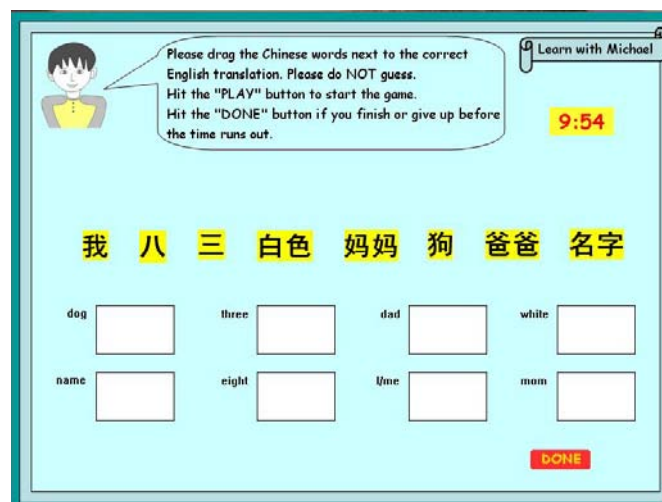 Please drag the Chinese words next to the correct
English translation. Please do NOT guess.
Hit the "PLAY" button to start the game.
Hit the "DONE" button if you finish or give up before
the time runs out.
Learn with Michael
9:54
我 八 三 白色 妈妈 狗 爸爸 名字
dog three dad white
name eight I/me mom
DONE